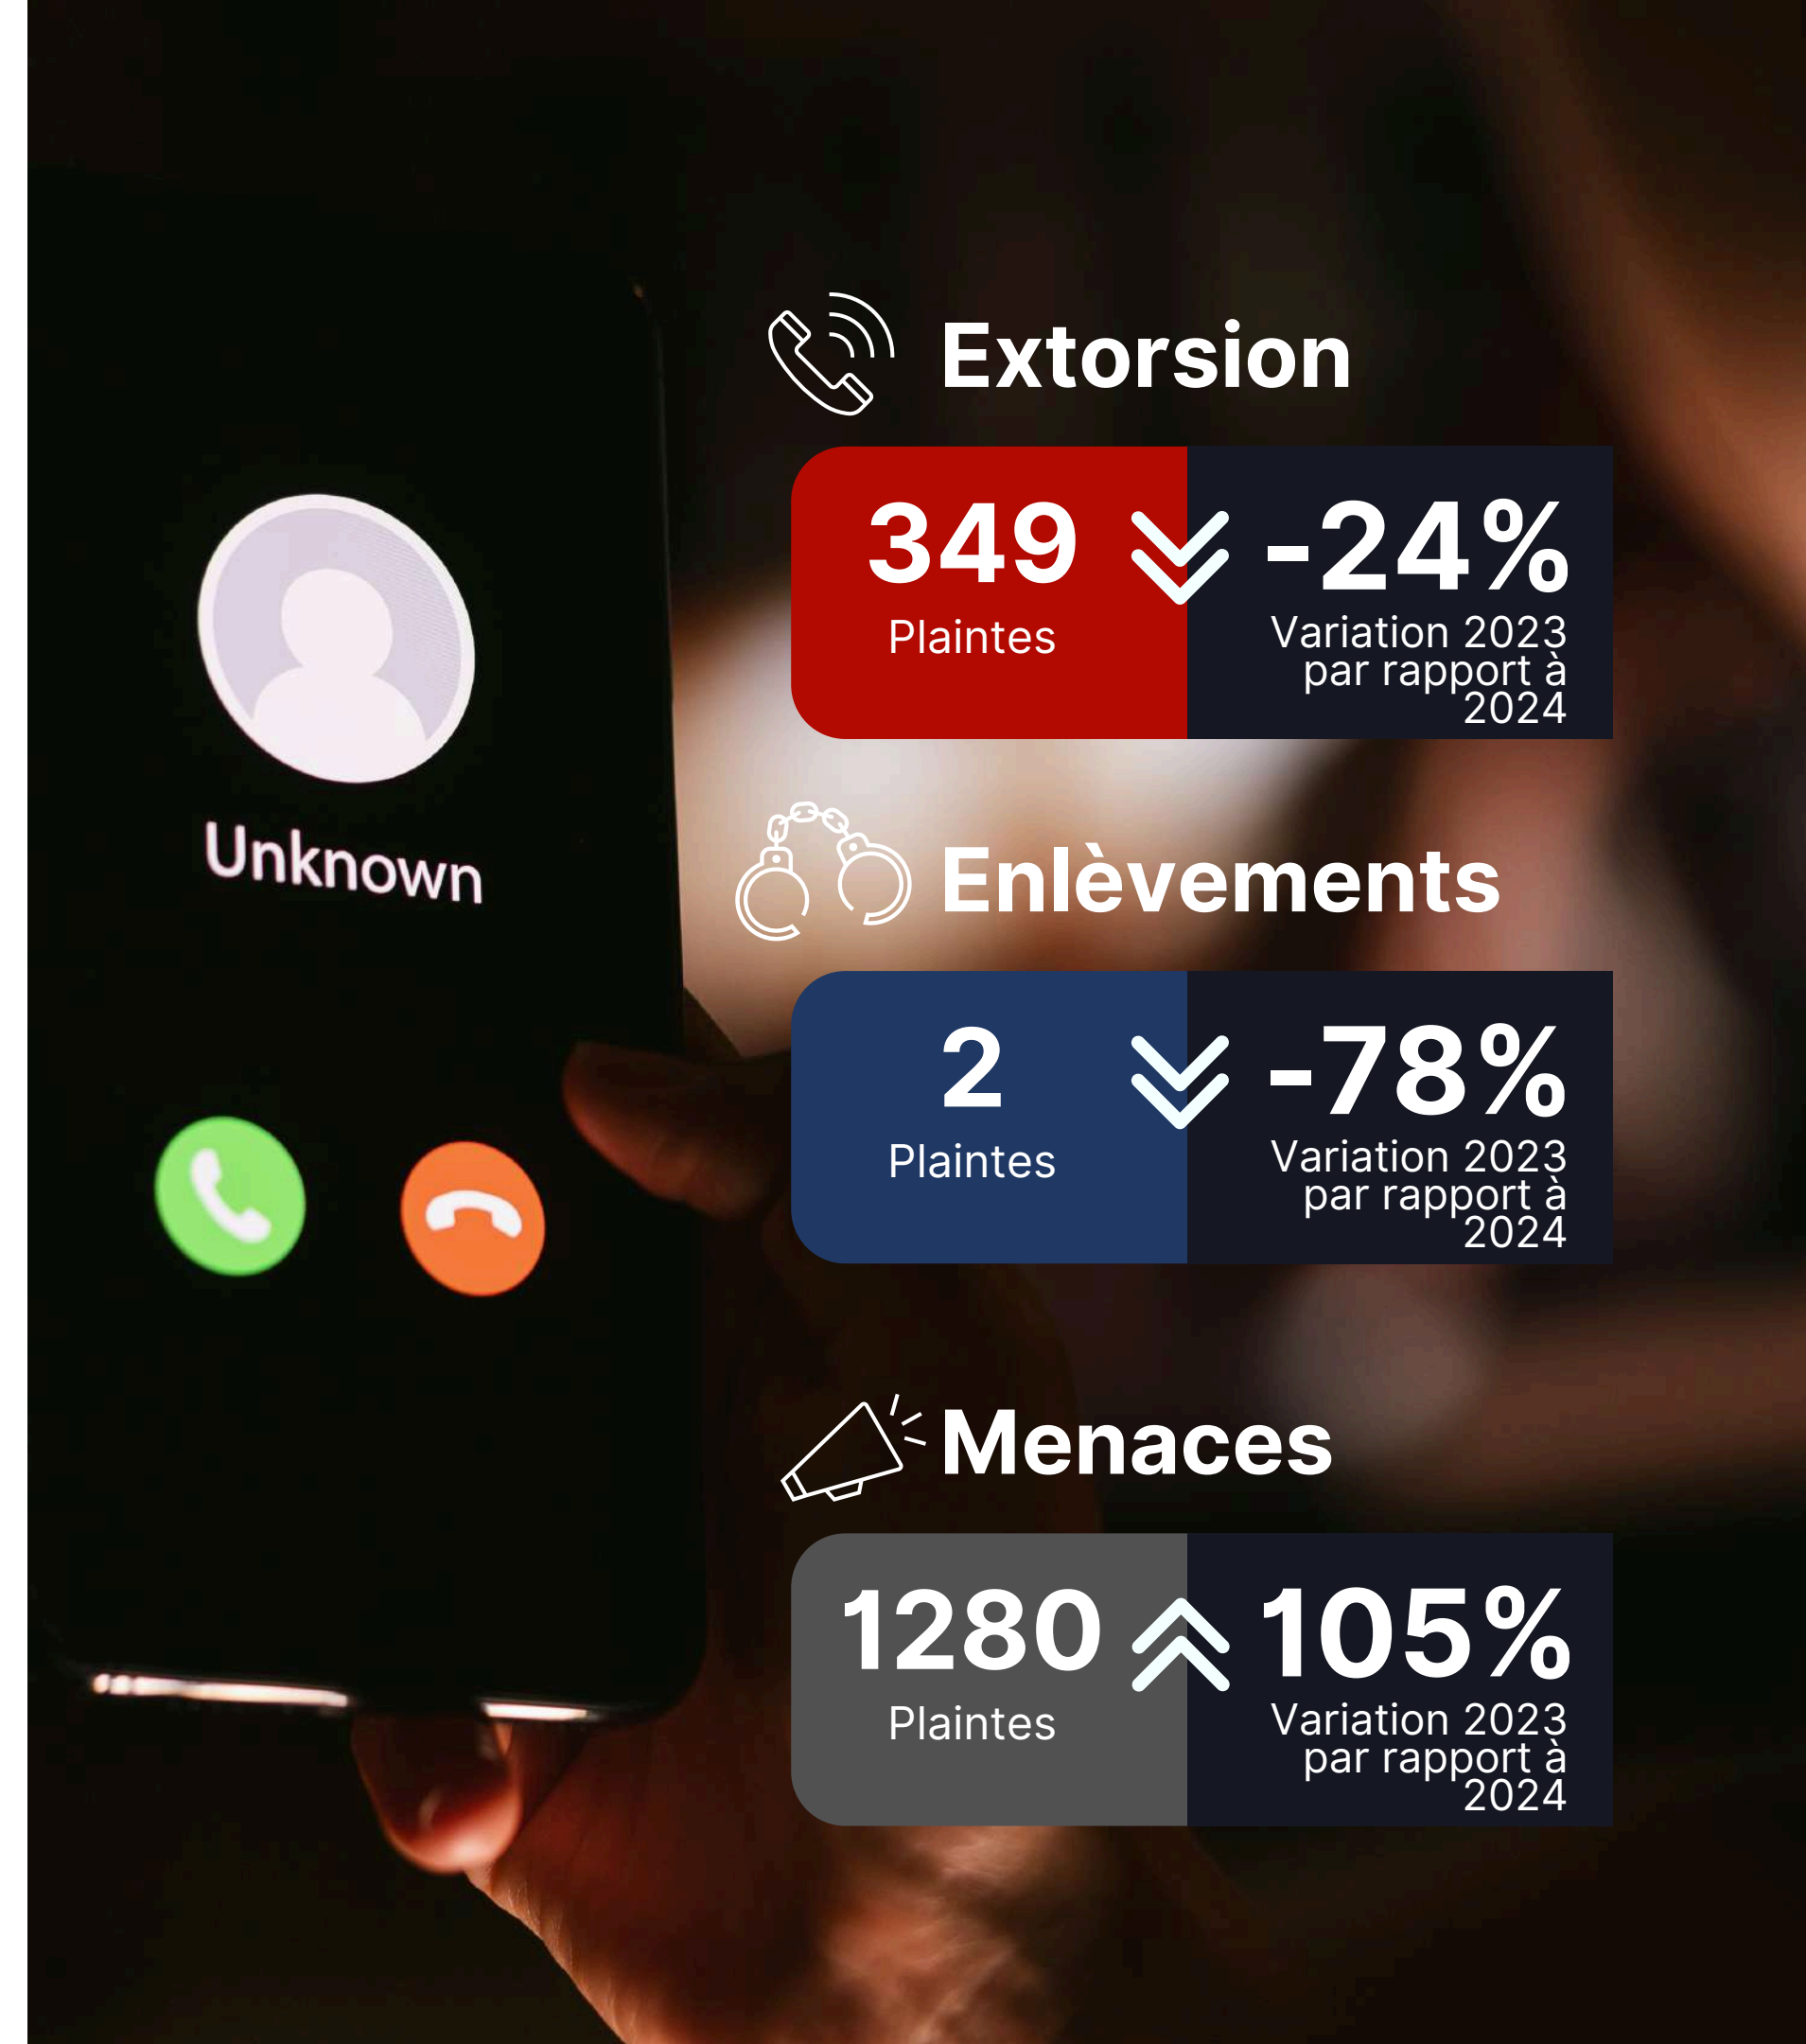 Unknown
Extorsion
349
Plaintes
-24%
Variation 2023
par rapport à
2024
Enlèvements
2
Plaintes
-78%
Variation 2023
par rapport à
2024
Menaces
1280
Plaintes
105%
Variation 2023
par rapport à
2024